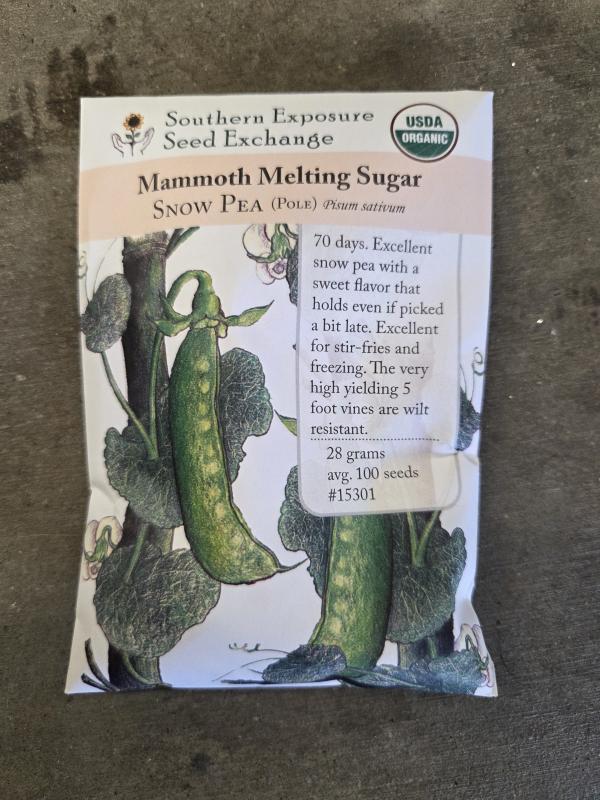 Southern Exposure
Seed Exchange
USDA
ORGANIC
Mammoth Melting Sugar
Snow Pea (Pole) Pisum sativum
70 days. Excellent
snow pea with a
sweet flavor that
holds even if picked
a bit late. Excellent
for stir-fries and
freezing. The very
high yielding 5
foot vines are wilt
resistant.
28 grams
avg. 100 seeds
#15301